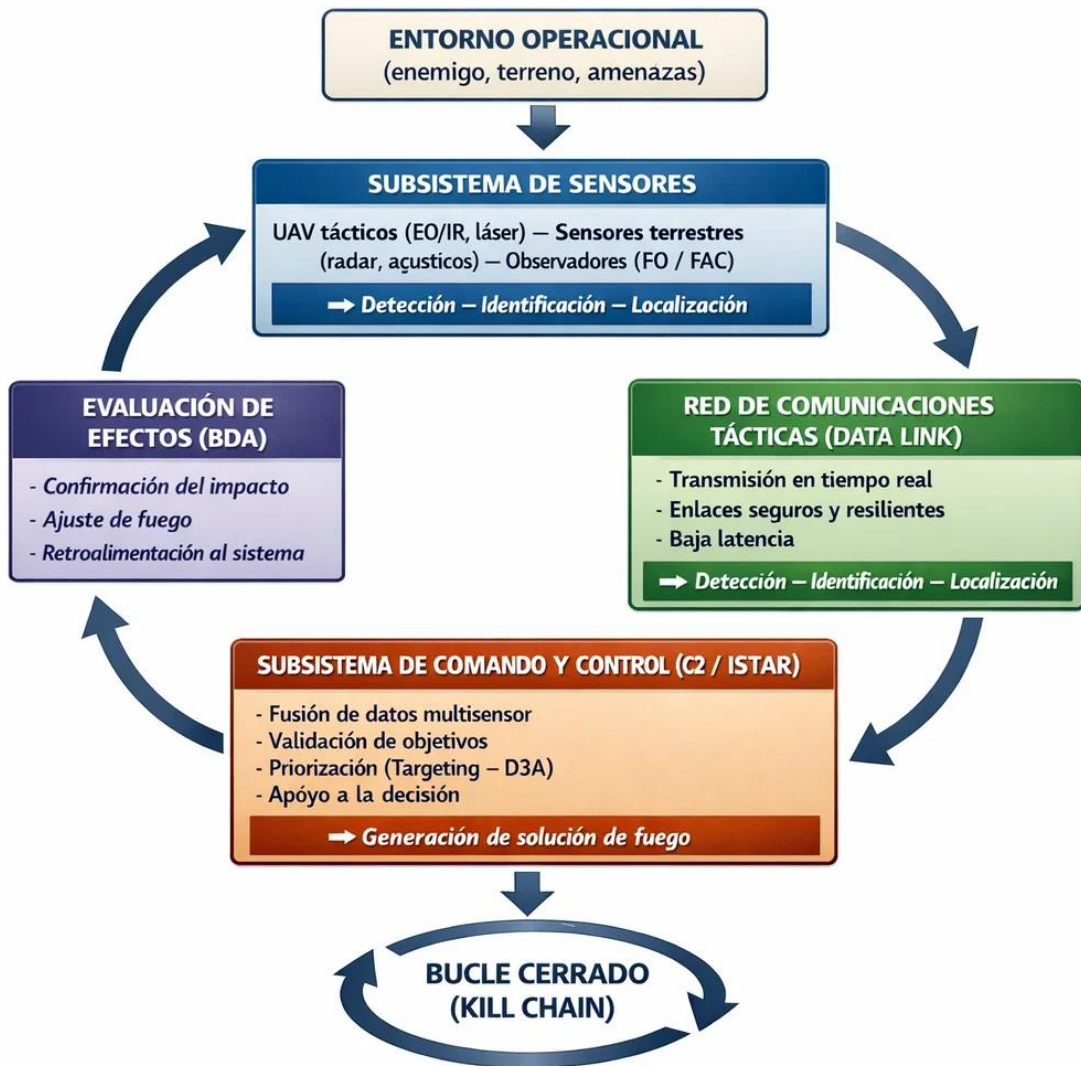 ENTORNO OPERACIONAL
(enemigo, terreno, amenazas)
SUBSISTEMA DE SENSORES
UAV tácticos (EO/IR, láser) — Sensores terrestres
(radar, açusticos) — Observadores (FO / FAC)
➞ Detección — Identificación — Localización
EVALUACIÓN DE
EFECTOS (BDA)
- Confirmación del impacto
- Ajuste de fuego
- Retroalimentación al sistema
RED DE COMUNICACIONES
TÁCTICAS (DATA LINK)
- Transmisión en tiempo real
- Enlaces seguros y resilientes
- Baja latencia
➞ Detección — Identificación — Localización
SUBSISTEMA DE COMANDO Y CONTROL (C2 / ISTAR)
- Fusión de datos multisensor
- Validación de objetivos
- Priorización (Targeting – D3A)
- Apóyo a la decisión
➞ Generación de solución de fuego
BUCLE CERRADO
(KILL CHAIN)